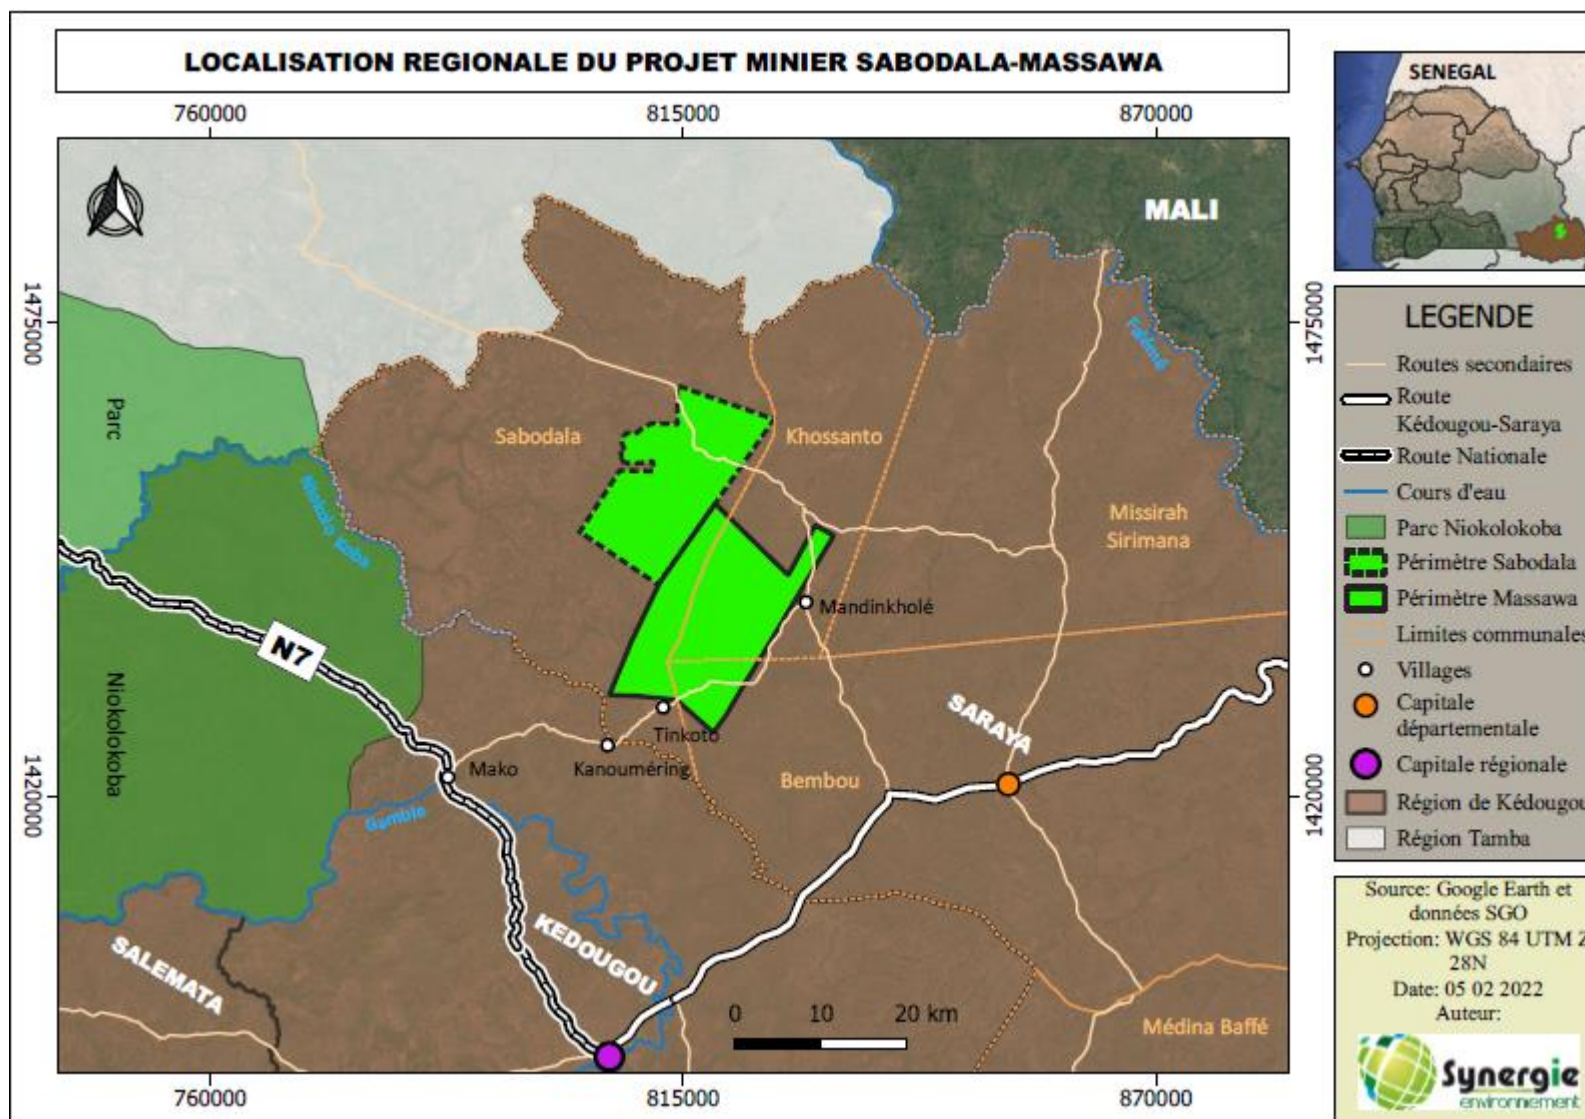 LOCALISATION REGIONALE DU PROJET MINIER SABODALA-MASSAWA
760000
815000
870000
SENEGAL
MALI
1475000
1475000
LEGENDE
Routes secondaires
Route
Kédougou-Saraya
Route Nationale
Cours d'eau
Parc Niokolokoba
Périmètre Sabodala
Périmètre Massawa
Limites communales
Villages
Capitale
départementale
Capitale régionale
Région de Kédougou
Région Tamba
Parc
Sabodala
Khossanto
Falémé
Niokolo Koba
Missirah
Sirimana
Mandinkholé
N7
Niokolokoba
SARAYA
Tinkoto
Kanouméring
Mako
Bembou
Gambie
1420000
1420000
KEDOUGOU
SALEMATA
0 10 20 km
Médina Baffé
760000
815000
870000
Source: Google Earth et
données SGO
Projection: WGS 84 UTM Z
28N
Date: 05 02 2022
Auteur:
Synergie
environnement